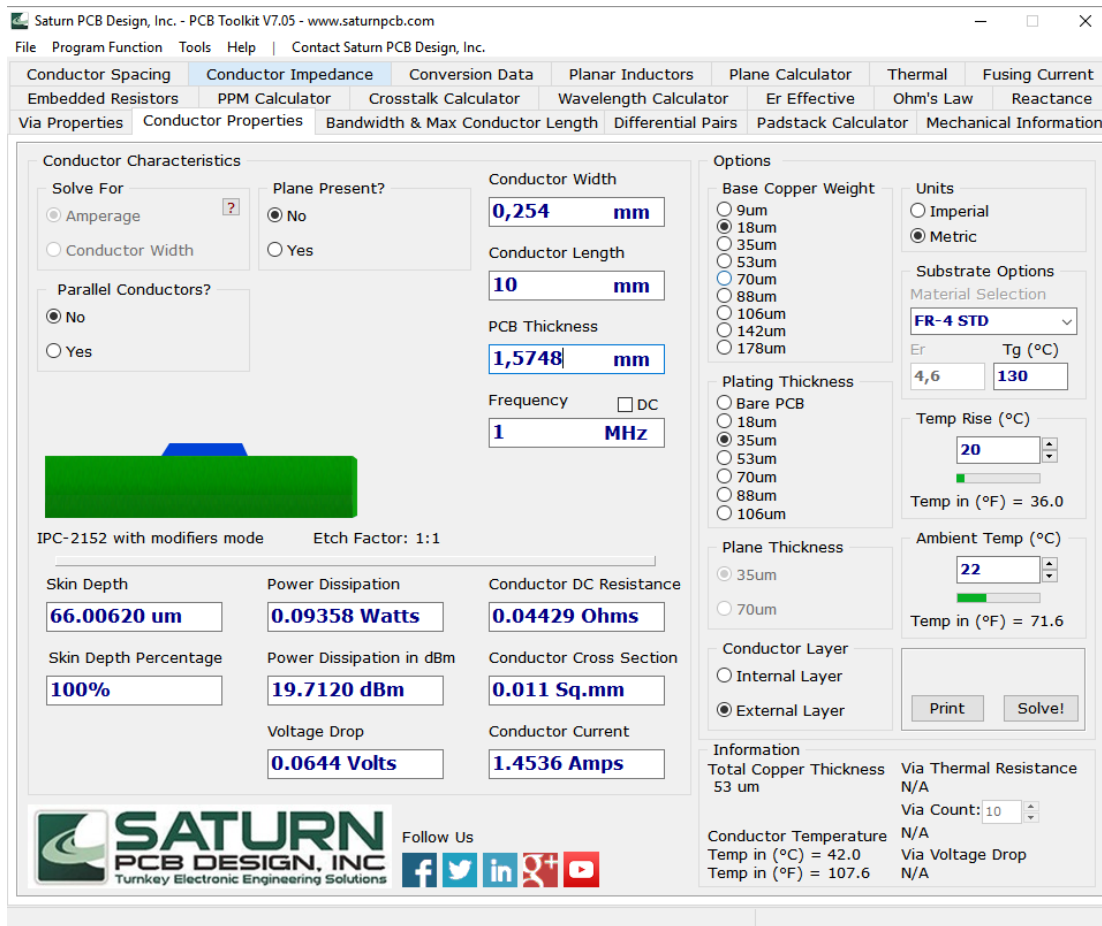 Saturn PCB Design, Inc. - PCB Toolkit V7.05 - www.saturnpcb.com
File Program Function Tools Help | Contact Saturn PCB Design, Inc.
Conductor Spacing Conductor Impedance Conversion Data Planar Inductors Plane Calculator Thermal Fusing Current
Embedded Resistors PPM Calculator Crosstalk Calculator Wavelength Calculator Er Effective Ohm's Law Reactance
Via Properties Conductor Properties Bandwidth & Max Conductor Length Differential Pairs Padstack Calculator Mechanical Information
Conductor Characteristics
Solve For
Amperage
?
Conductor Width
Plane Present?
No
Yes
Parallel Conductors?
No
Yes
Conductor Width
0,254 mm
Conductor Length
10 mm
PCB Thickness
1,5748 mm
Frequency
DC
1 MHz
IPC-2152 with modifiers mode
Etch Factor: 1:1
Skin Depth
66.00620 um
Skin Depth Percentage
100%
Power Dissipation
0.09358 Watts
Power Dissipation in dBm
19.7120 dBm
Voltage Drop
0.0644 Volts
Conductor DC Resistance
0.04429 Ohms
Conductor Cross Section
0.011 Sq.mm
Conductor Current
1.4536 Amps
SATURN
PCB DESIGN, INC
Turnkey Electronic Engineering Solutions
Follow Us
f
in
g+
Options
Base Copper Weight
9um
18um
35um
53um
70um
88um
106um
142um
178um
Plating Thickness
Bare PCB
18um
35um
53um
70um
88um
106um
Plane Thickness
35um
70um
Conductor Layer
Internal Layer
External Layer
Units
Imperial
Metric
Substrate Options
Material Selection
FR-4 STD
Er Tg (°C)
4,6 130
Temp Rise (°C)
20
Temp in (°F) = 36.0
Ambient Temp (°C)
22
Temp in (°F) = 71.6
Print Solve!
Information
Total Copper Thickness
53 um
Conductor Temperature
Temp in (°C) = 42.0
Temp in (°F) = 107.6
Via Thermal Resistance
N/A
Via Count: 10
N/A
Via Voltage Drop
N/A